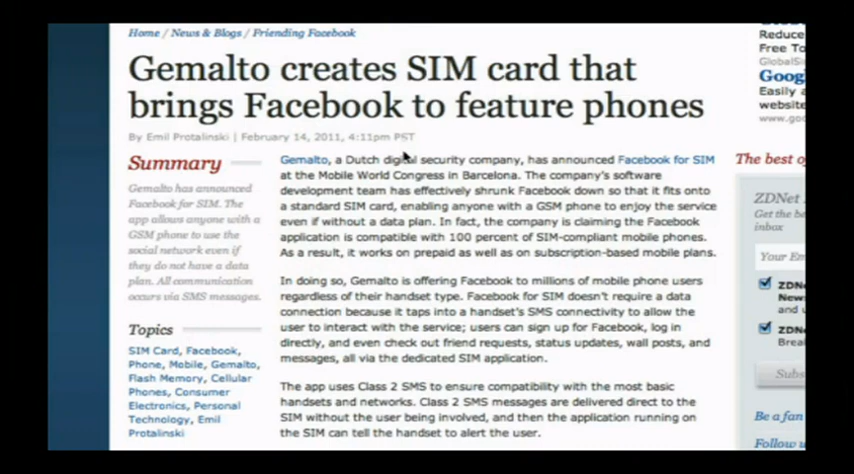 Home / News & Blogs / Friending Facebook
Gemalto creates SIM card that
brings Facebook to feature phones
By Emil Protalinski | February 14, 2011, 4:11pm PST
Summary
Gemalto has announced
Facebook for SIM. The
app allows anyone with a
GSM phone to use the
social network even if
they do not have a data
plan. All communication
occurs via SMS messages.
Topics
SIM Card, Facebook,
Phone, Mobile, Gemalto,
Flash Memory, Cellular
Phones, Consumer
Electronics, Personal
Technology, Emil
Protalinski
Gemalto, a Dutch digital security company, has announced Facebook for SIM
at the Mobile World Congress in Barcelona. The company's software
development team has effectively shrunk Facebook down so that it fits onto
a standard SIM card, enabling anyone with a GSM phone to enjoy the service
even if without a data plan. In fact, the company is claiming the Facebook
application is compatible with 100 percent of SIM-compliant mobile phones.
As a result, it works on prepaid as well as on subscription-based mobile plans.
In doing so, Gemalto is offering Facebook to millions of mobile phone users
regardless of their handset type. Facebook for SIM doesn't require a data
connection because it taps into a handset's SMS connectivity to allow the
user to interact with the service; users can sign up for Facebook, log in
directly, and even check out friend requests, status updates, wall posts, and
messages, all via the dedicated SIM application.
The app uses Class 2 SMS to ensure compatibility with the most basic
handsets and networks. Class 2 SMS messages are delivered direct to the
SIM without the user being involved, and then the application running on
the SIM can tell the handset to alert the user.
Reduce
Free To
GlobalSi
Goog
Easily a
website
www.goo
The best o
ZDNet
Get the be
inbox
Your Em
ZDNe
New
and u
ZDN
Brea
Subs
Be a fan
Follow u